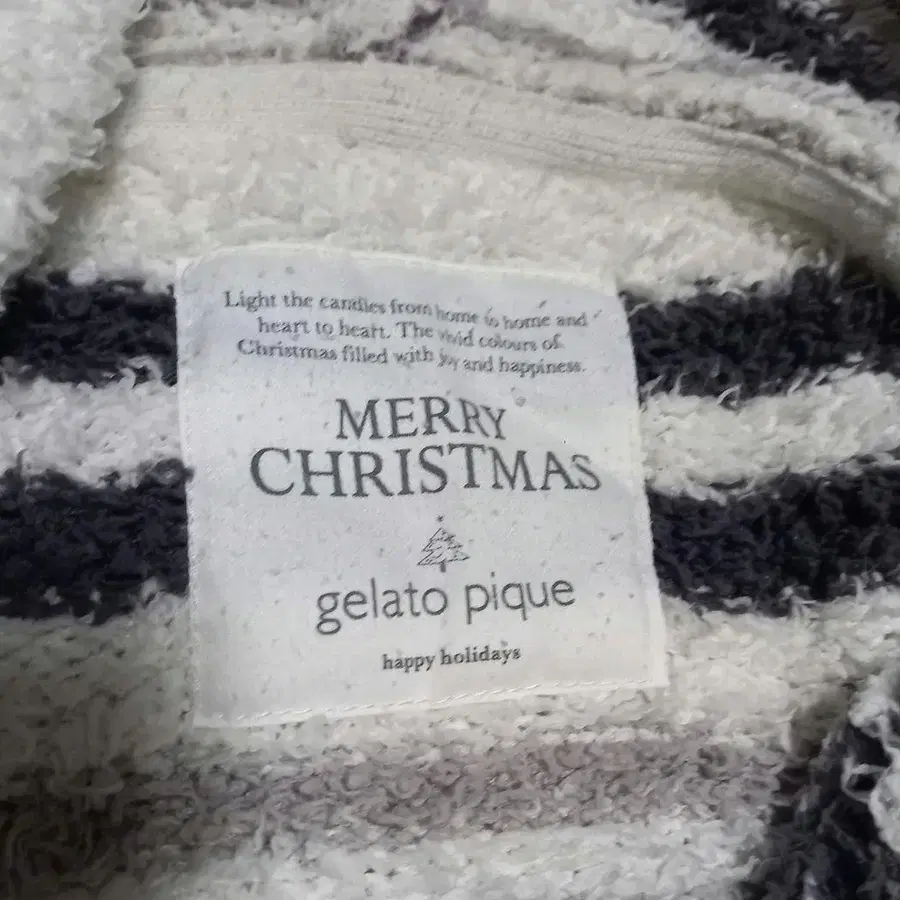 Light the candles from home to home and
heart to heart. The vivid colours of
Christmas filled with joy and happiness.
MERRY
CHRISTMAS
gelato pique
happy holidays